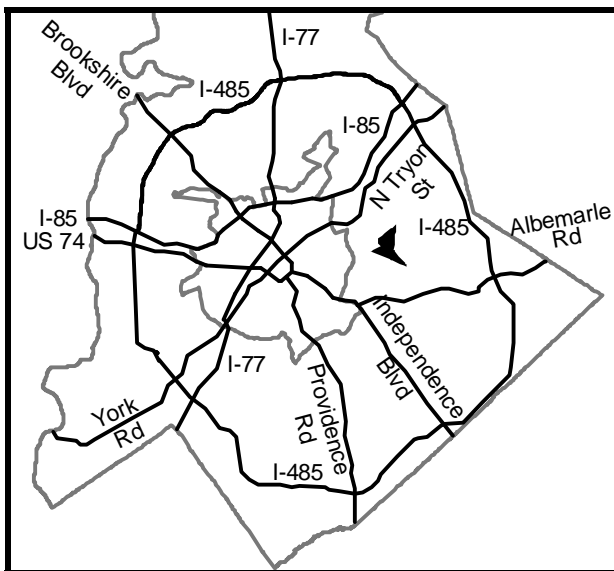 I-77
Brookshire
Blvd
I-485
I-85
N Tryon
St
I-85
US 74
I-485
Albemarle
Rd
Independence
Blvd
I-77
Providence
Rd
York
Rd
I-485